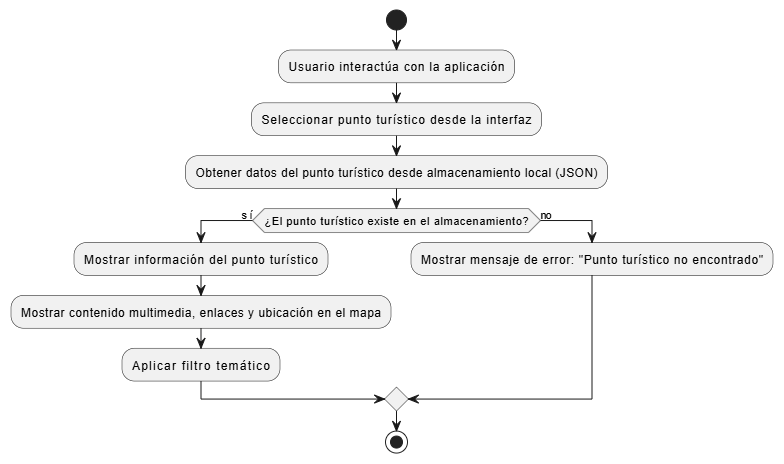 Usuario interactúa con la aplicación
Seleccionar punto turístico desde la interfaz
Obtener datos del punto turístico desde almacenamiento local (JSON)
¿El punto turístico existe en el almacenamiento?
sí
no
Mostrar información del punto turístico
Mostrar mensaje de error: "Punto turístico no encontrado"
Mostrar contenido multimedia, enlaces y ubicación en el mapa
Aplicar filtro temático